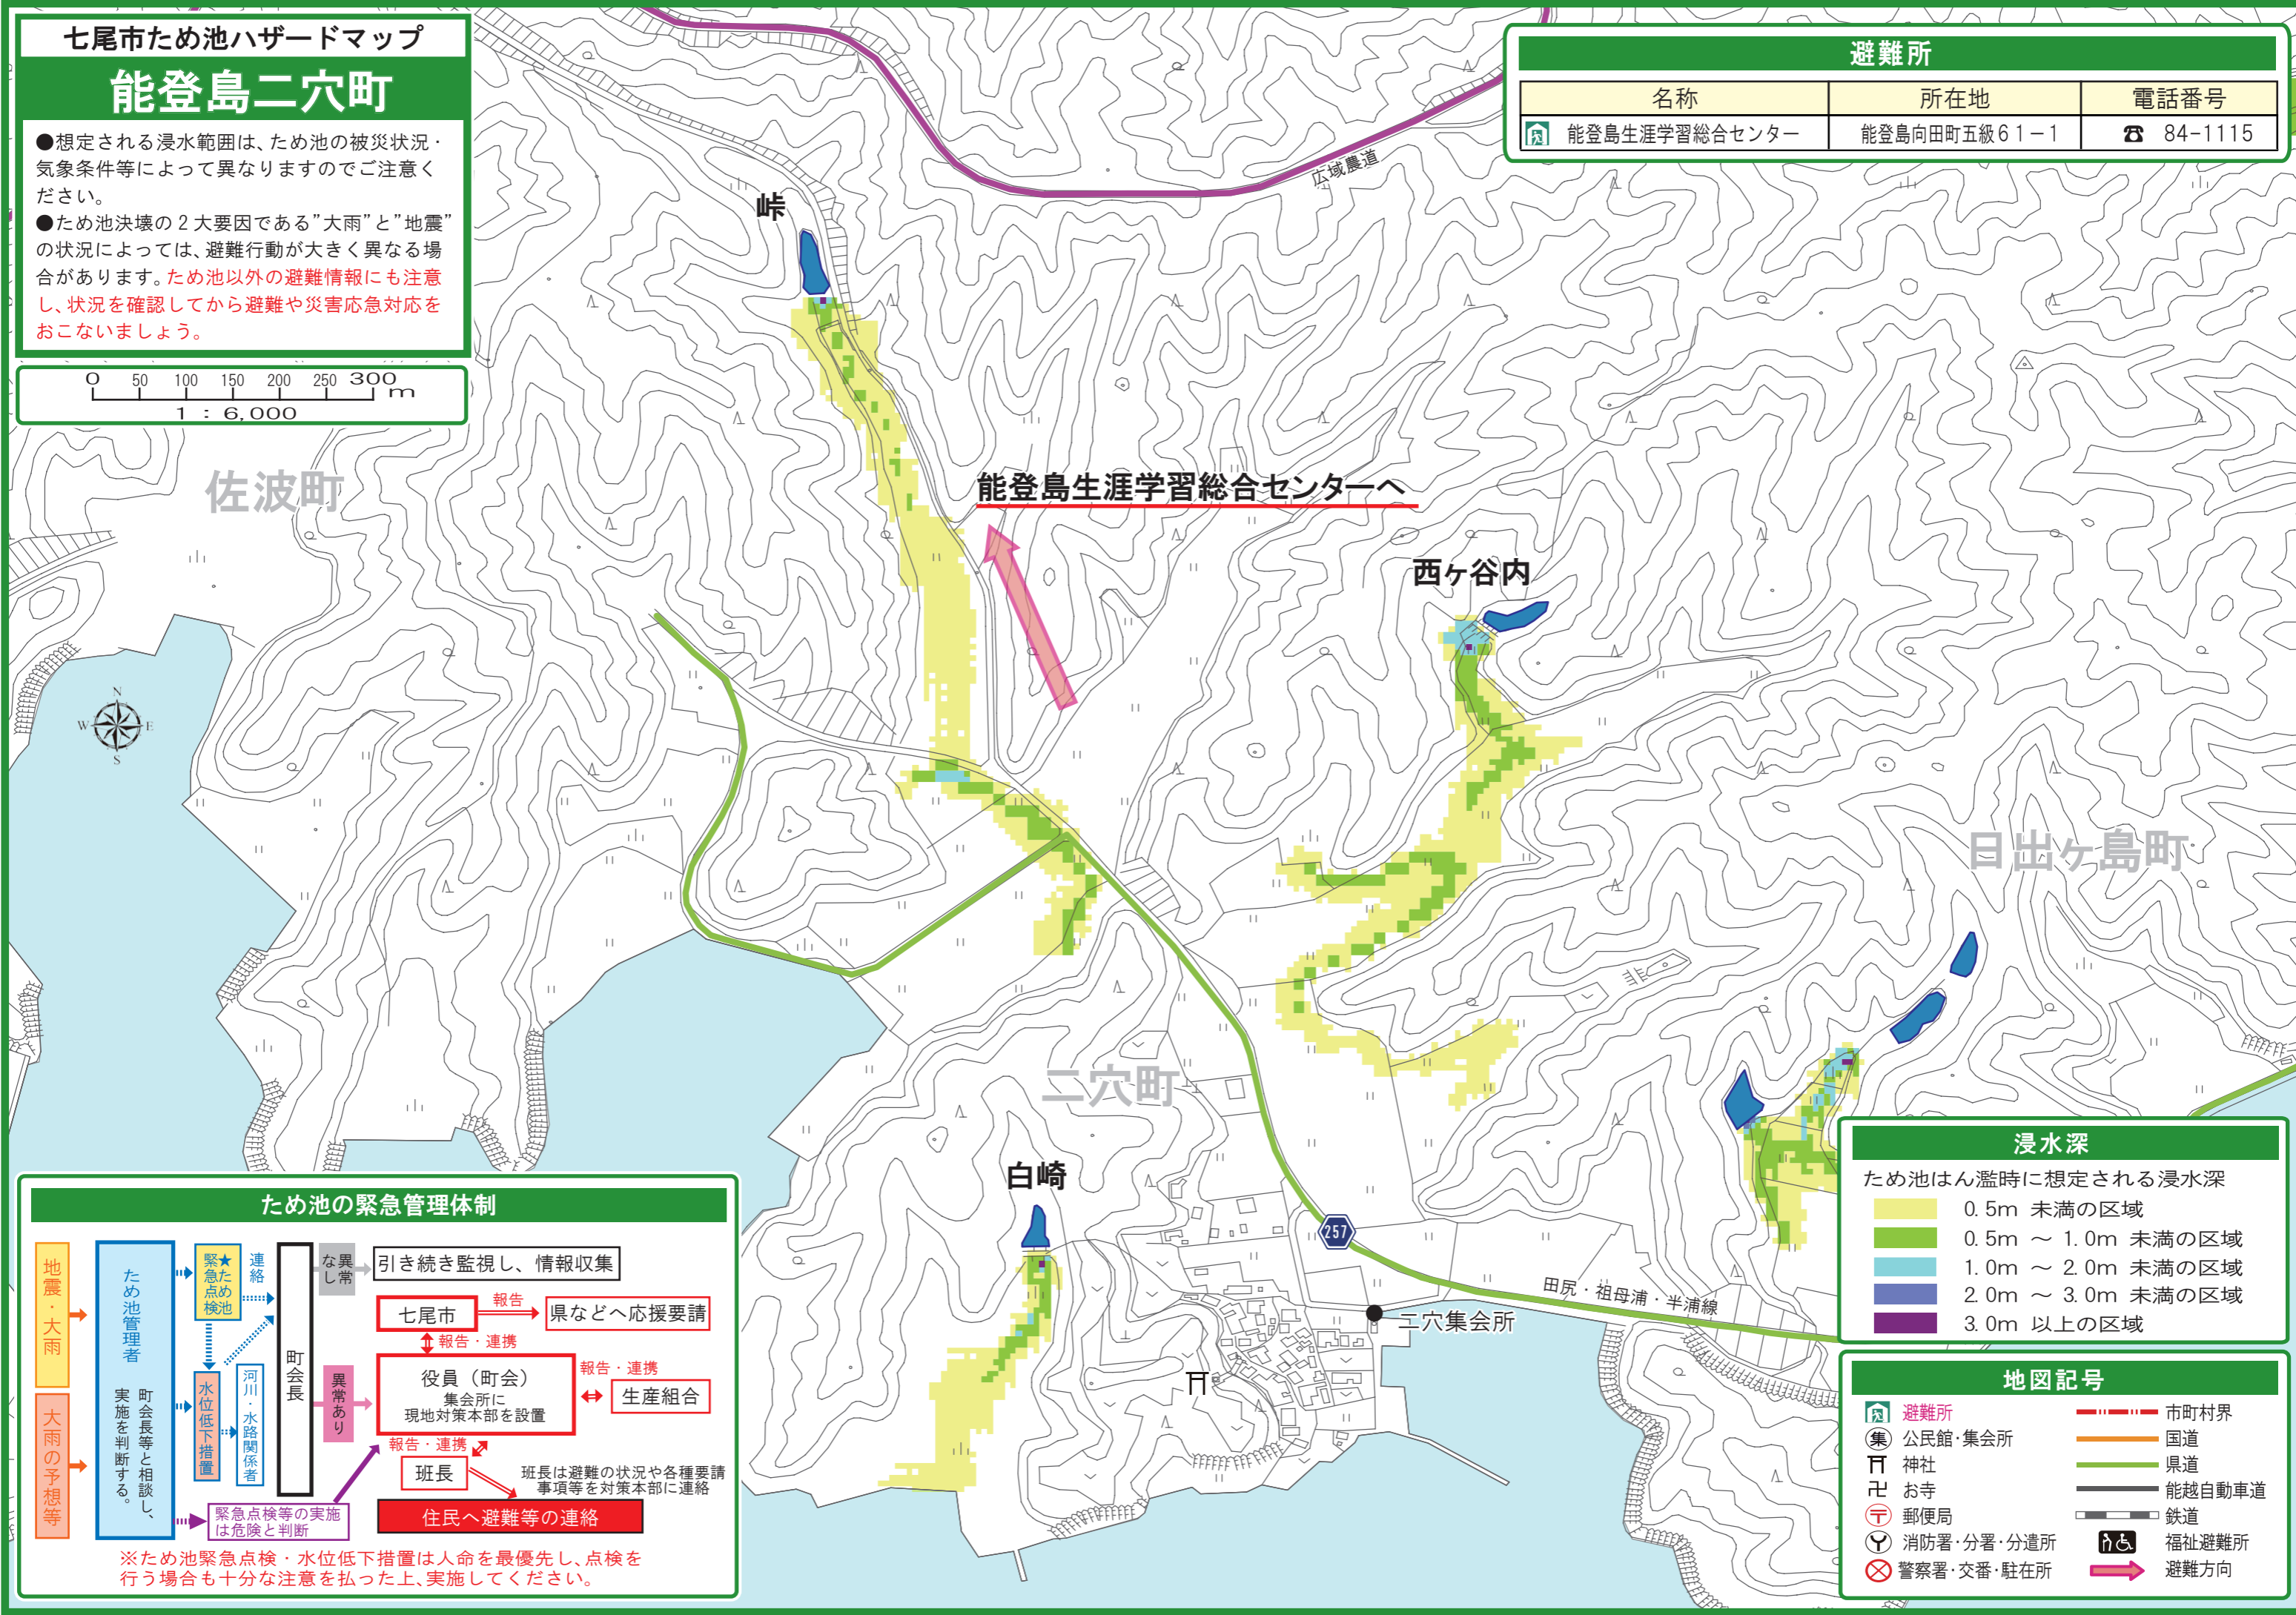 七尾市ため池ハザードマップ
能登島二穴町
●想定される浸水範囲は、ため池の被災状況・
気象条件等によって異なりますのでご注意く
ださい。
●ため池決壊の2大要因である”大雨”と”地震”
の状況によっては、避難行動が大きく異なる場
合があります。ため池以外の避難情報にも注意
し、状況を確認してから避難や災害応急対応を
おこないましょう。
0 50 100 150 200 250 300 m
1 : 6,000
避難所
名称 所在地 電話番号
能登島生涯学習総合センター 能登島向田町五級61-1 ☎ 84-1115
広域農道
峠
佐波町
能登島生涯学習総合センターへ
西ヶ谷内
N
W E
S
日出ヶ島町
二穴町
白崎
257
田尻・祖母浦・半浦線
二穴集会所
ため池の緊急管理体制
地震・大雨
大雨の予想等
ため池管理者
町会長等と相談し、
実施を判断する。
★ため池
緊急点検
連絡
水位低下措置
河川・水路関係者
緊急点検等の実施
は危険と判断
町会長
異常
なし
異常あり
引き続き監視し、情報収集
七尾市
報告
県などへ応援要請
報告・連携
役員（町会）
集会所に
現地対策本部を設置
報告・連携
生産組合
報告・連携
班長
班長は避難の状況や各種要請
事項等を対策本部に連絡
住民へ避難等の連絡
※ため池緊急点検・水位低下措置は人命を最優先し、点検を
行う場合も十分な注意を払った上、実施してください。
浸水深
ため池はん濫時に想定される浸水深
0.5m 未満の区域
0.5m ～ 1.0m 未満の区域
1.0m ～ 2.0m 未満の区域
2.0m ～ 3.0m 未満の区域
3.0m 以上の区域
地図記号
避難所
集 公民館・集会所
神社
お寺
郵便局
消防署・分署・分遣所
警察署・交番・駐在所
市町村界
国道
県道
能越自動車道
鉄道
福祉避難所
避難方向